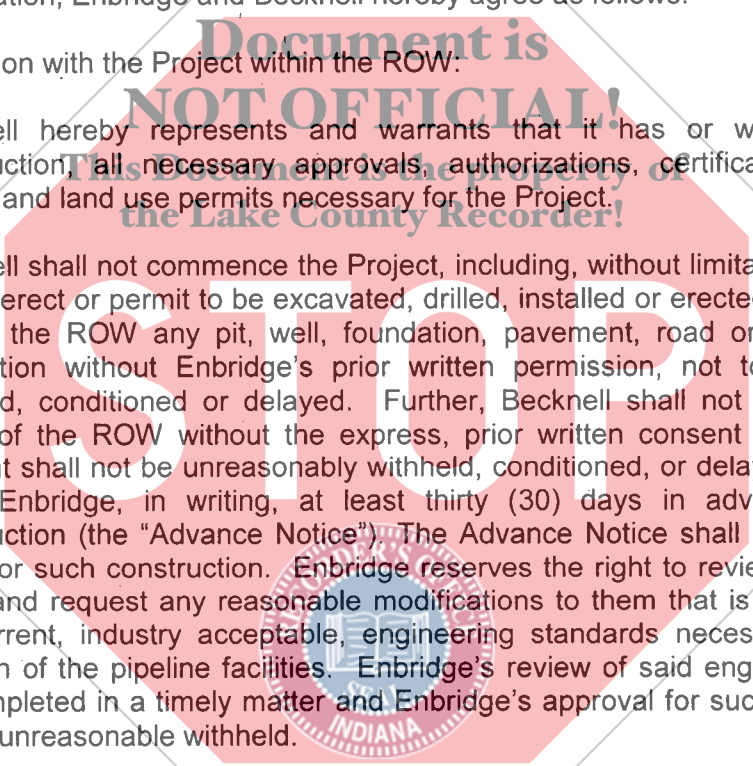 ation, Enbridge and Becknell hereby agree as follows:
Document is
on with the Project within the ROW:
NOT OFFICIAL!
ell hereby represents and warrants that it has or w
uction, all necessary approvals, authorizations, certifica
This Document is the property of
and land use permits necessary for the Project.
the Lake County Recorder!
ell shall not commence the Project, including, without limita
erect or permit to be excavated, drilled, installed or erected
the ROW any pit, well, foundation, pavement, road or
tion without Enbridge's prior written permission, not to
d, conditioned or delayed. Further, Becknell shall not
STOP
of the ROW without the express, prior written consent
t shall not be unreasonably withheld, conditioned, or delay
Enbridge, in writing, at least thirty (30) days in adv
uction (the "Advance Notice"). The Advance Notice shall
or such construction. Enbridge reserves the right to revie
and request any reasonable modifications to them that is
rrent, industry acceptable, engineering standards neces
n of the pipeline facilities. Enbridge's review of said eng
mpleted in a timely matter and Enbridge's approval for suc
unreasonable withheld.
SEAL
INDIANA